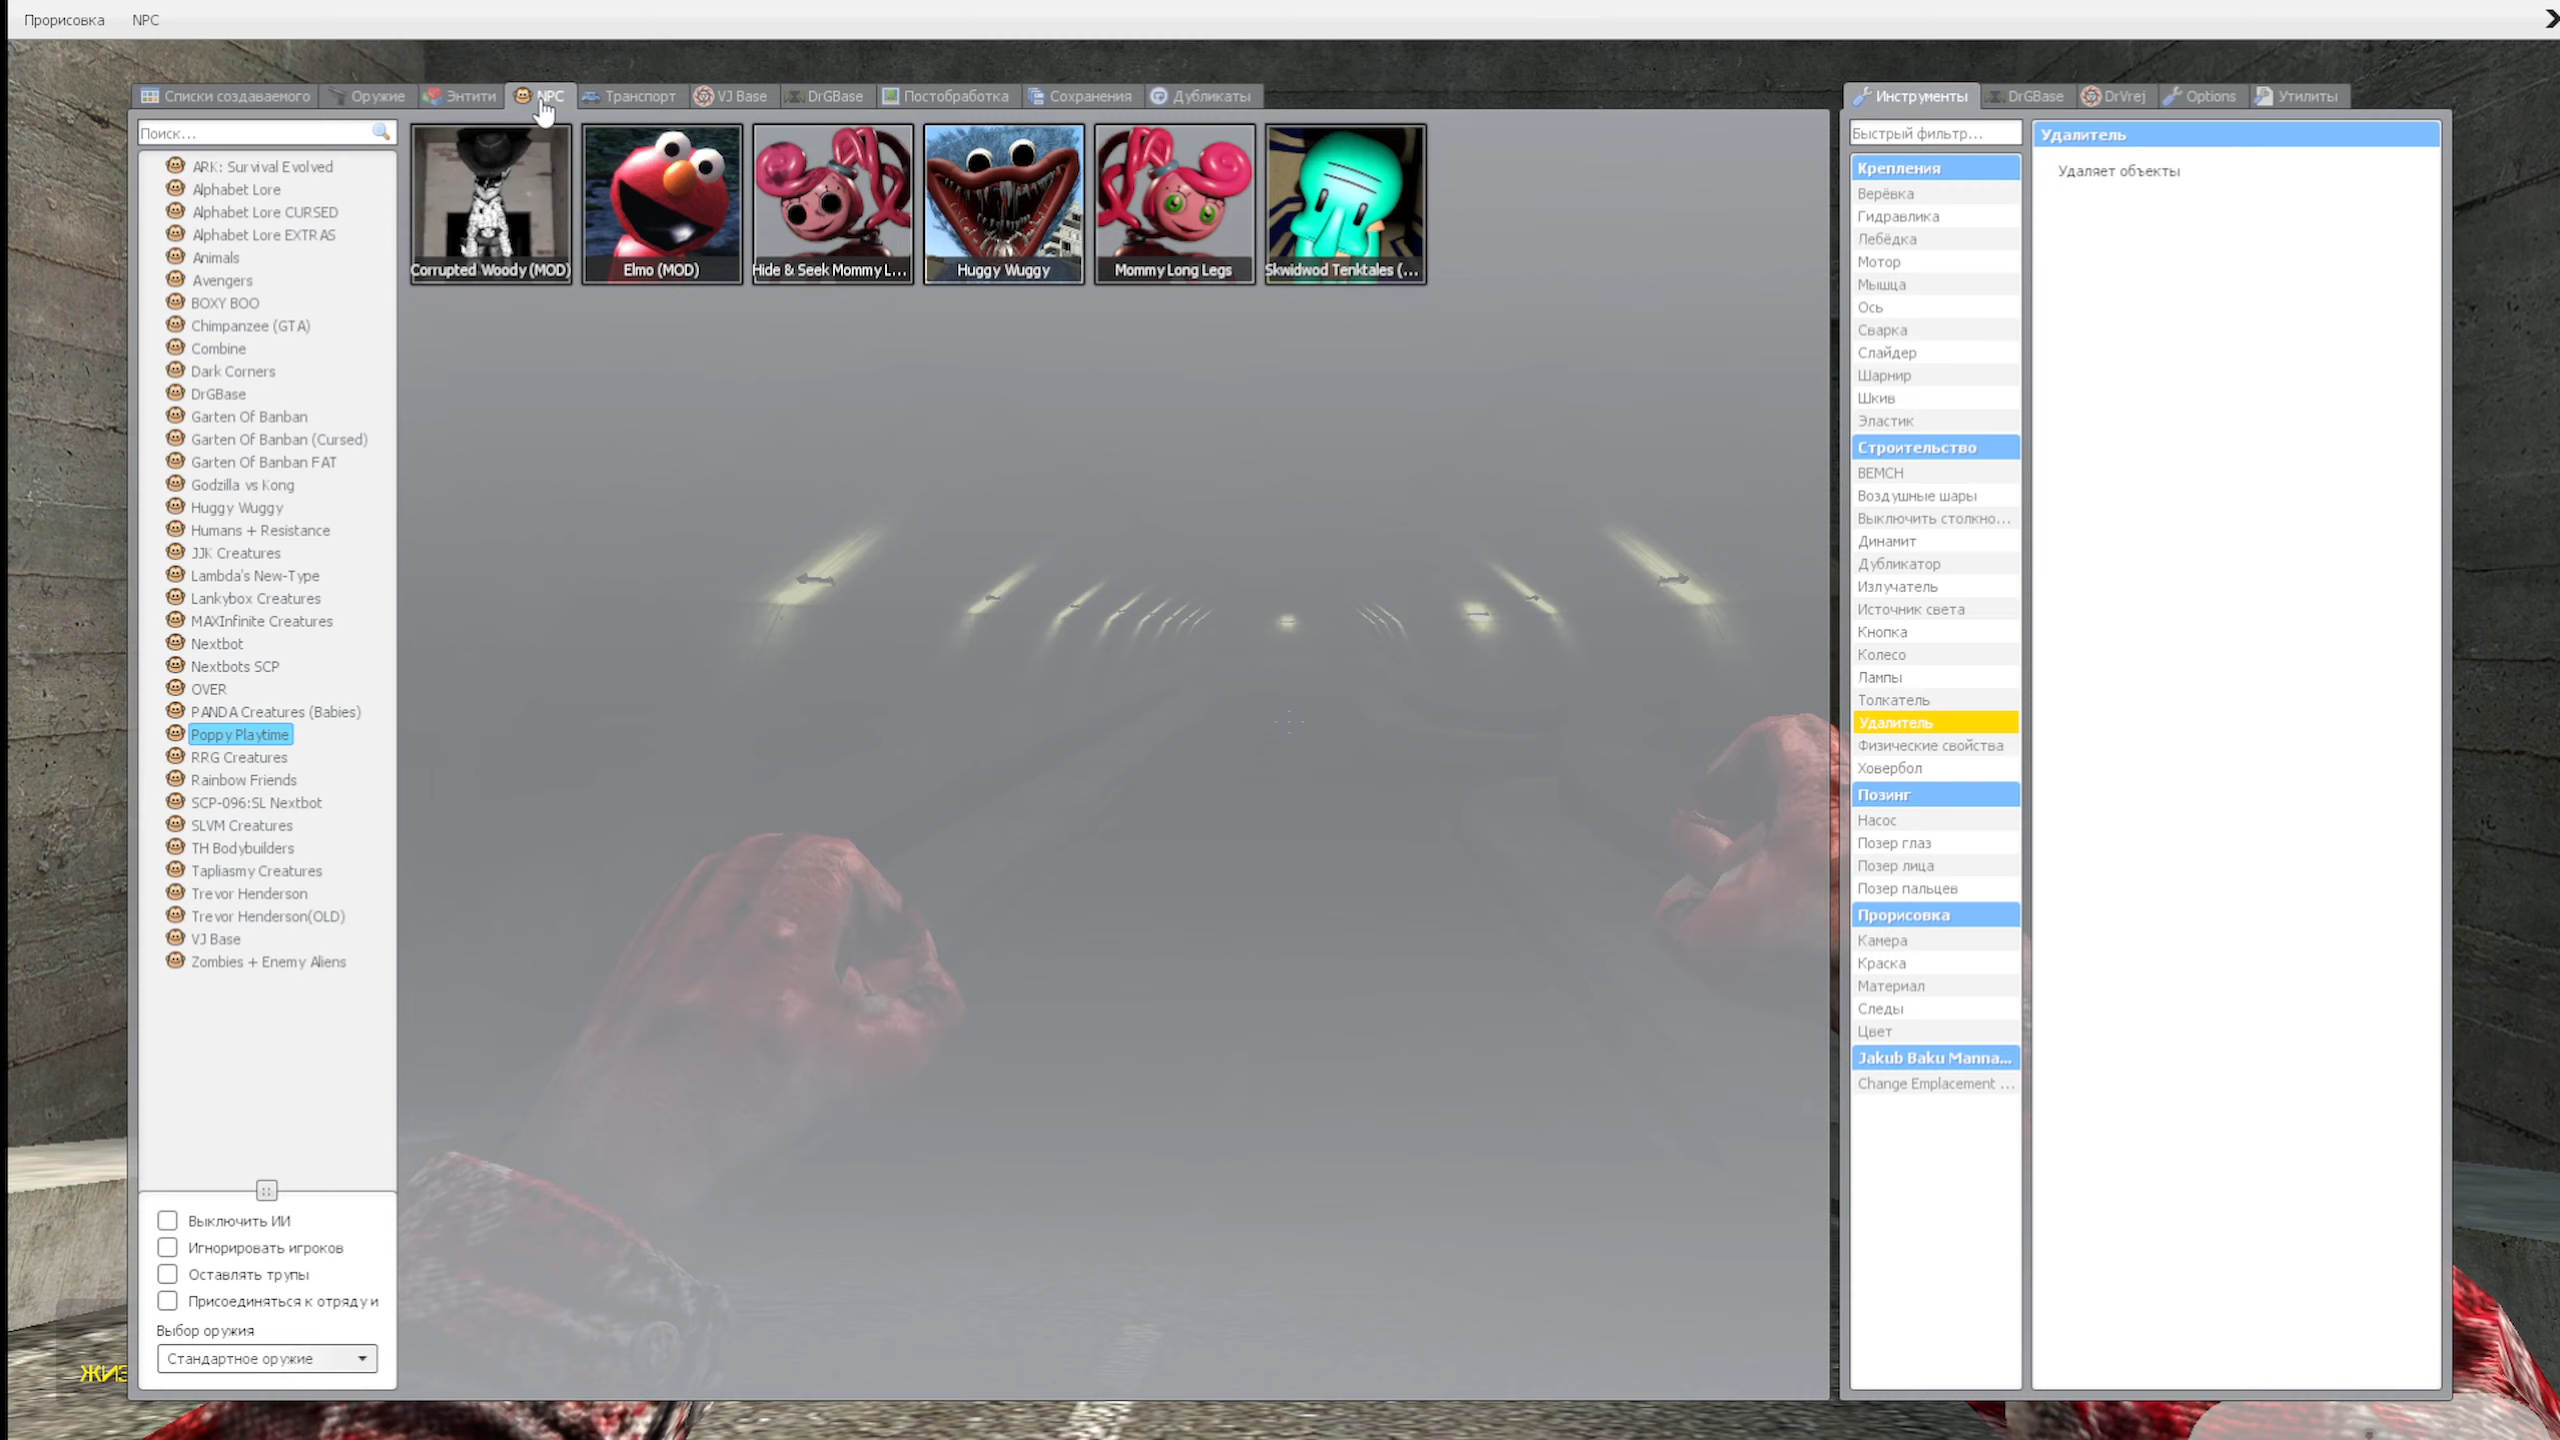 Прорисовка NPC
Списки создаваемого Оружие Энтити NPC Транспорт VJ Base DrGBase Постобработка Сохранения Дубликаты
Поиск...
ARK: Survival Evolved
Alphabet Lore
Alphabet Lore CURSED
Alphabet Lore EXTRAS
Animals
Avengers
BOXY BOO
Chimpanzee (GTA)
Combine
Dark Corners
DrGBase
Garten Of Banban
Garten Of Banban (Cursed)
Garten Of Banban FAT
Godzilla vs Kong
Huggy Wuggy
Humans + Resistance
JJK Creatures
Lambda's New-Type
Lankybox Creatures
MAXInfinite Creatures
Nextbot
Nextbots SCP
OVER
PANDA Creatures (Babies)
Poppy Playtime
RRG Creatures
Rainbow Friends
SCP-096:SL Nextbot
SLVM Creatures
TH Bodybuilders
Tapliasmy Creatures
Trevor Henderson
Trevor Henderson(OLD)
VJ Base
Zombies + Enemy Aliens
Выключить ИИ
Игнорировать игроков
Оставлять трупы
Присоединяться к отряду и
Выбор оружия
Стандартное оружие
Corrupted Woody (MOD)
Elmo (MOD)
Hide & Seek Mommy L...
Huggy Wuggy
Mommy Long Legs
Skwidwod Tenktales (...
Инструменты DrGBase DrVrej Options Утилиты
Быстрый фильтр...
Крепления
Верёвка
Гидравлика
Лебёдка
Мотор
Мышца
Ось
Сварка
Слайдер
Шарнир
Шкив
Эластик
Строительство
BEMCH
Воздушные шары
Выключить столкно...
Динамит
Дубликатор
Излучатель
Источник света
Кнопка
Колесо
Лампы
Толкатель
Удалитель
Физические свойства
Ховербол
Позинг
Насос
Позер глаз
Позер лица
Позер пальцев
Прорисовка
Камера
Краска
Материал
Следы
Цвет
Jakub Baku Manna...
Change Emplacement ...
Удалитель
Удаляет объекты